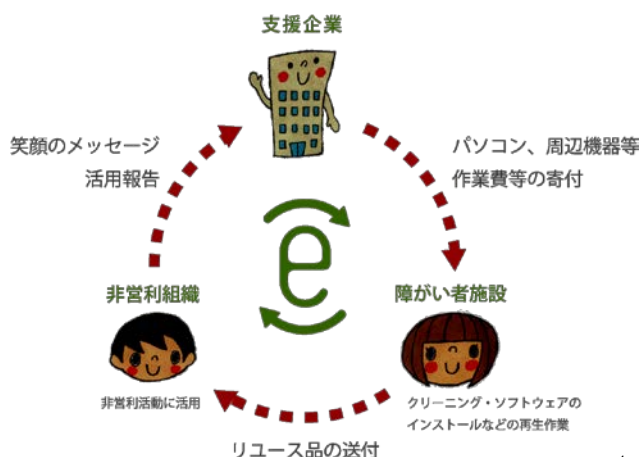 支援企業
笑顔のメッセージ
活用報告
パソコン、周辺機器等
作業費等の寄付
e
非営利組織
障がい者施設
非営利活動に活用
クリーニング・ソフトウェアの
インストールなどの再生作業
リユース品の送付